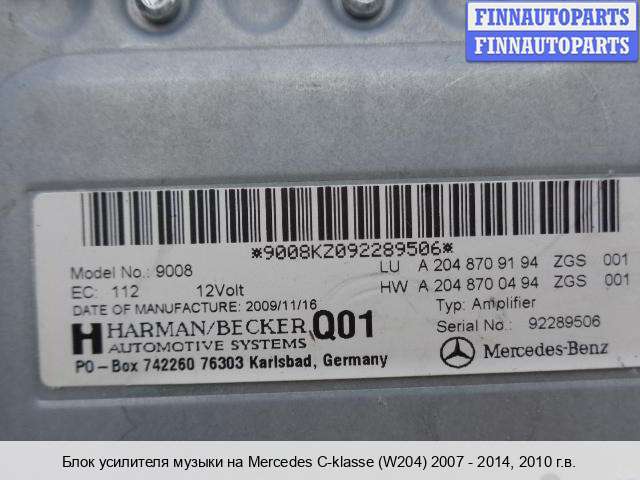 FINNAUTOPARTS
FINNAUTOPARTS
*9008KZ092289506*
Model No.: 9008
LU A 204 870 91 94 ZGS 001
EC: 112 12Volt
HW A 204 870 04 94 ZGS 001
DATE OF MANUFACTURE: 2009/11/16
Typ: Amplifier
HARMAN/BECKER Q01
AUTOMOTIVE SYSTEMS
Serial No.: 92289506
PO-Box 742260 76303 Karlsbad, Germany
Mercedes-Benz
Блок усилителя музыки на Mercedes C-klasse (W204) 2007 - 2014, 2010 г.в.